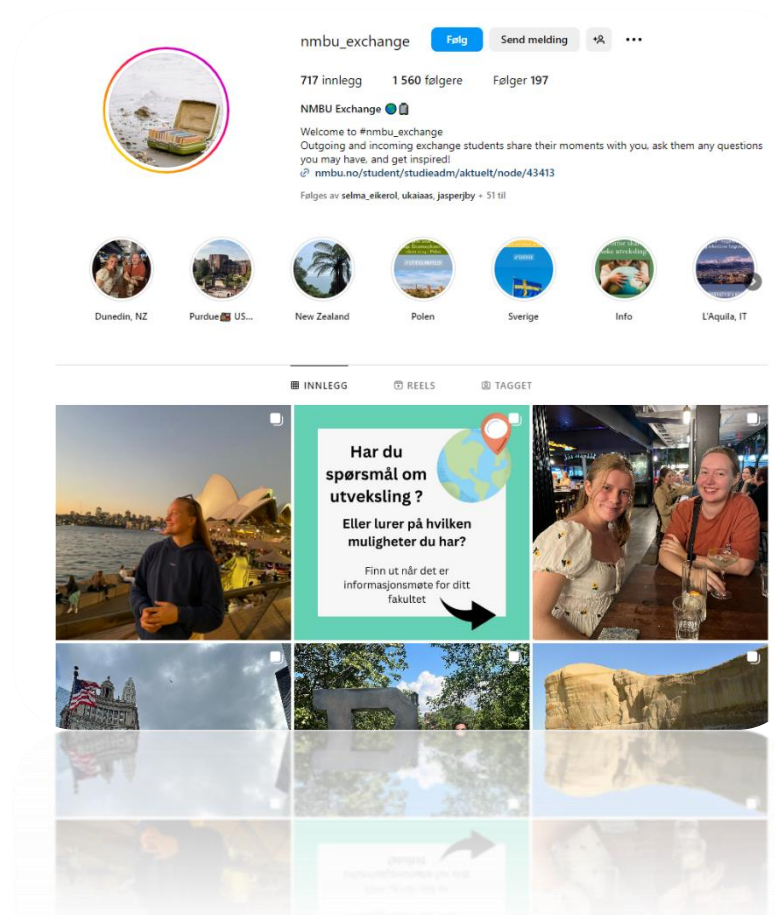 nmbu_exchange Følg Send melding
717 innlegg 1 560 følgere Følger 197
NMBU Exchange
Welcome to #nmbu_exchange
Outgoing and incoming exchange students share their moments with you, ask them any questions
you may have, and get inspired!
nmbu.no/student/studieadm/aktuelt/node/43413
Følges av selma_eikerol, ukaiaas, jasperjby + 51 til
Dunedin, NZ
Purdue US...
New Zealand
Polen
Sverige
Info
L'Aquila, IT
INNLEGG REELS TAGGET
Har du
spørsmål om
utveksling ?
Eller lurer på hvilken
muligheter du har?
Finn ut når det er
informasjonsmøte for ditt
fakultet